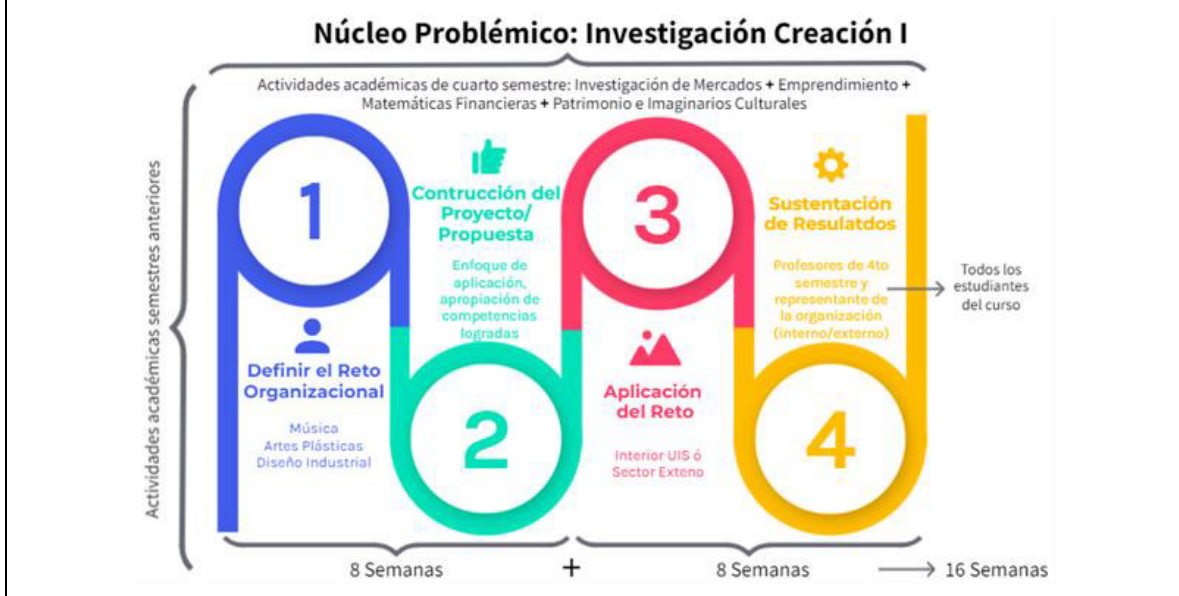 Núcleo Problémico: Investigación Creación I
Actividades académicas de cuarto semestre: Investigación de Mercados + Emprendimiento +
Matemáticas Financieras + Patrimonio e Imaginarios Culturales
Actividades académicas semestres anteriores
1
Definir el Reto
Organizacional
Música
Artes Plásticas
Diseño Industrial
Contrucción del
Proyecto/
Propuesta
Enfoque de
aplicación,
apropiación de
competencias
logradas
2
3
Aplicación
del Reto
Interior UIS ó
Sector Exteno
Sustentación
de Resulatdos
Profesores de 4to
semestre y
representante de
la organización
(interno/externo)
4
Todos los
estudiantes
del curso
8 Semanas
+
8 Semanas
16 Semanas